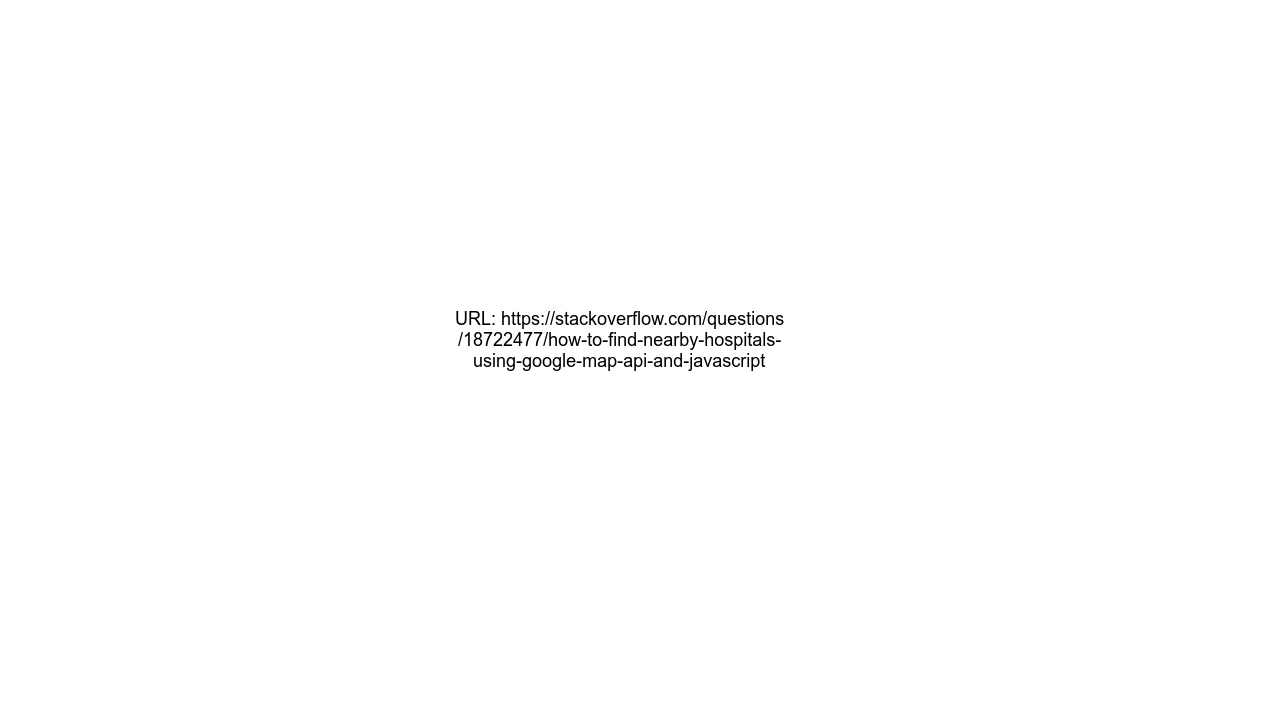 URL: https://stackoverflow.com/questions
/18722477/how-to-find-nearby-hospitals-
using-google-map-api-and-javascript